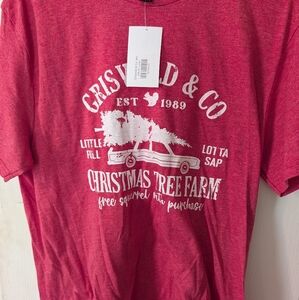 GRISWOLD & CO
EST 1989
LITTLE LOTTA
FULL SAP
CHRISTMAS TREE FARM
free squirrel with purchase